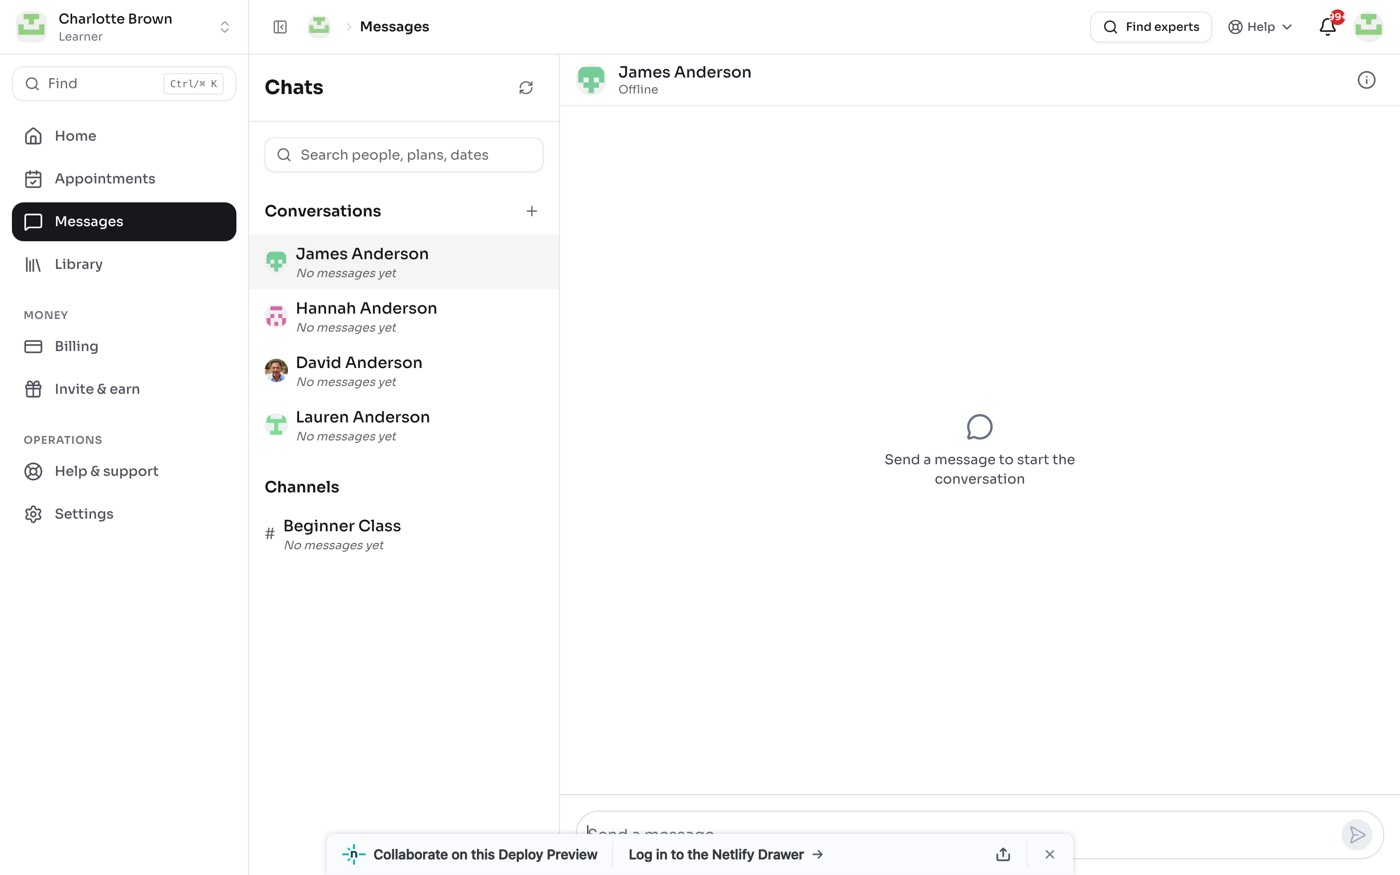 Charlotte Brown
Learner
Find
Ctrl/⌘ K
Home
Appointments
Messages
Library
MONEY
Billing
Invite & earn
OPERATIONS
Help & support
Settings
Messages
Find experts
Help
99+
Chats
Search people, plans, dates
Conversations
James Anderson
No messages yet
Hannah Anderson
No messages yet
David Anderson
No messages yet
Lauren Anderson
No messages yet
Channels
# Beginner Class
No messages yet
James Anderson
Offline
Send a message to start the
conversation
Send a message
Collaborate on this Deploy Preview
Log in to the Netlify Drawer →